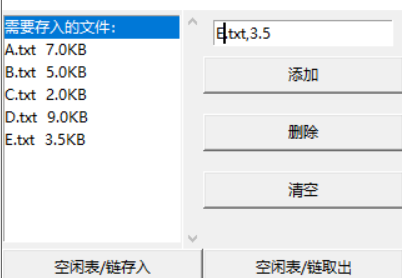 需要存入的文件:
A.txt 7.0KB
B.txt 5.0KB
C.txt 2.0KB
D.txt 9.0KB
E.txt 3.5KB
E.txt,3.5
添加
删除
清空
空闲表/链存入
空闲表/链取出